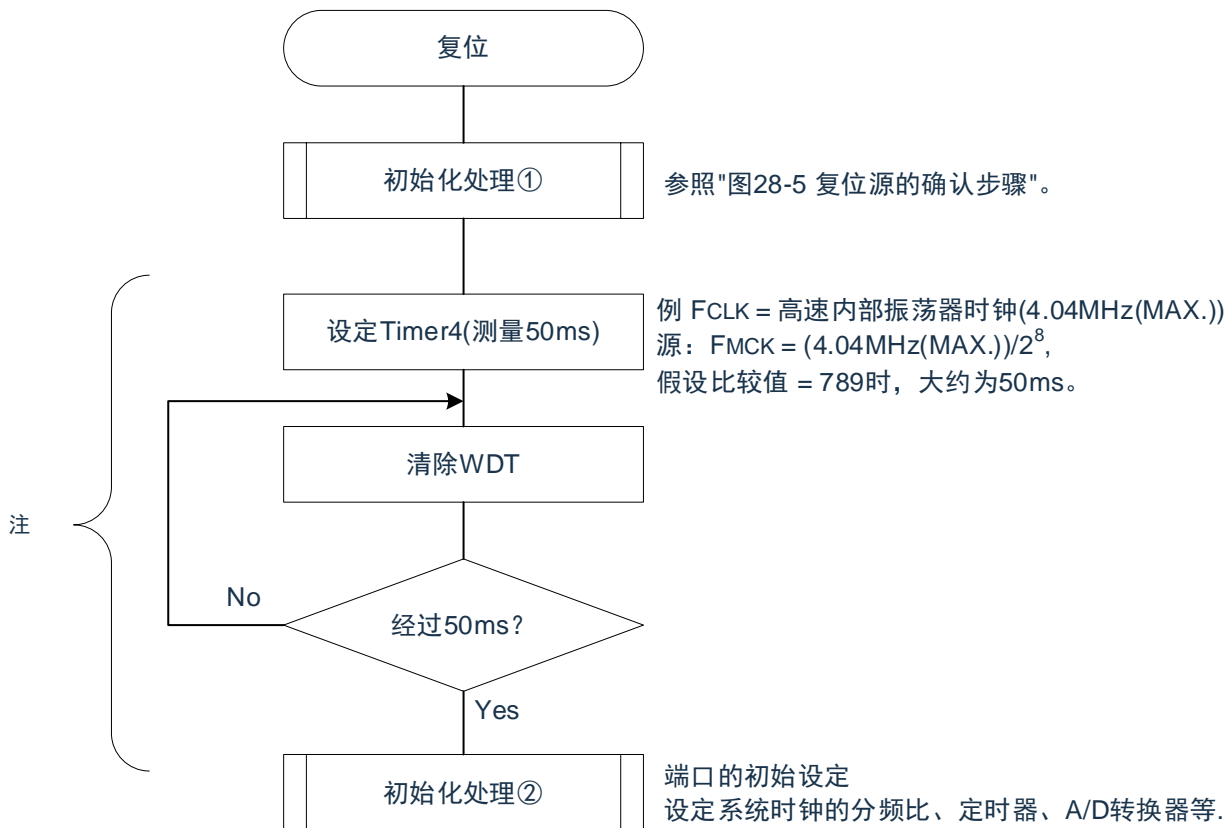 复位
初始化处理①
参照"图28-5 复位源的确认步骤"。
设定Timer4(测量50ms)
例 FCLK = 高速内部振荡器时钟(4.04MHz(MAX.))
源：FMCK = (4.04MHz(MAX.))/2⁸,
假设比较值 = 789时，大约为50ms。
清除WDT
注
No
经过50ms?
Yes
初始化处理②
端口的初始设定
设定系统时钟的分频比、定时器、A/D转换器等.